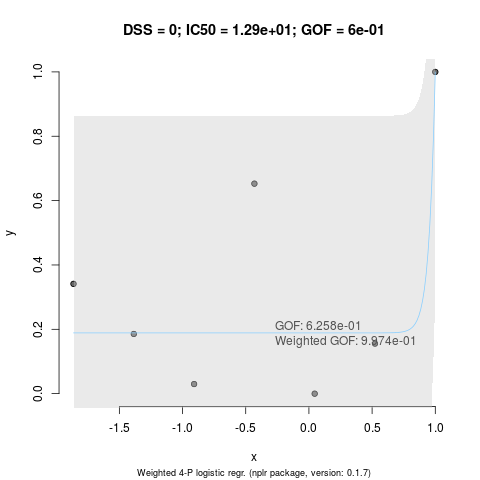 DSS = 0; IC50 = 1.29e+01; GOF = 6e-01
1.0
0.8
0.6
0.4
0.2
0.0
y
GOF: 6.258e-01
Weighted GOF: 9.974e-01
-1.5 -1.0 -0.5 0.0 0.5 1.0
x
Weighted 4-P logistic regr. (nplr package, version: 0.1.7)